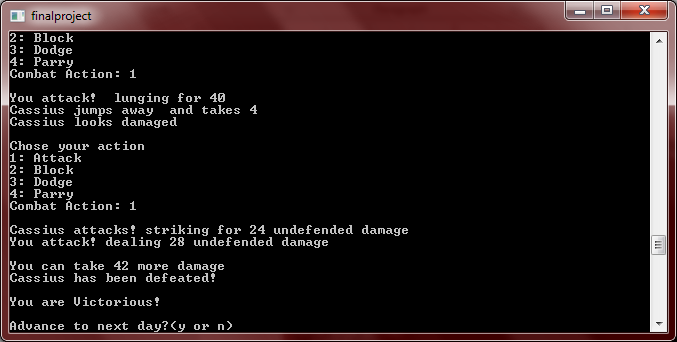 finalproject
2: Block
3: Dodge
4: Parry
Combat Action: 1
You attack!  lunging for 40
Cassius jumps away  and takes 4
Cassius looks damaged
Chose your action
1: Attack
2: Block
3: Dodge
4: Parry
Combat Action: 1
Cassius attacks! striking for 24 undefended damage
You attack! dealing 28 undefended damage
You can take 42 more damage
Cassius has been defeated!
You are Victorious!
Advance to next day?(y or n)